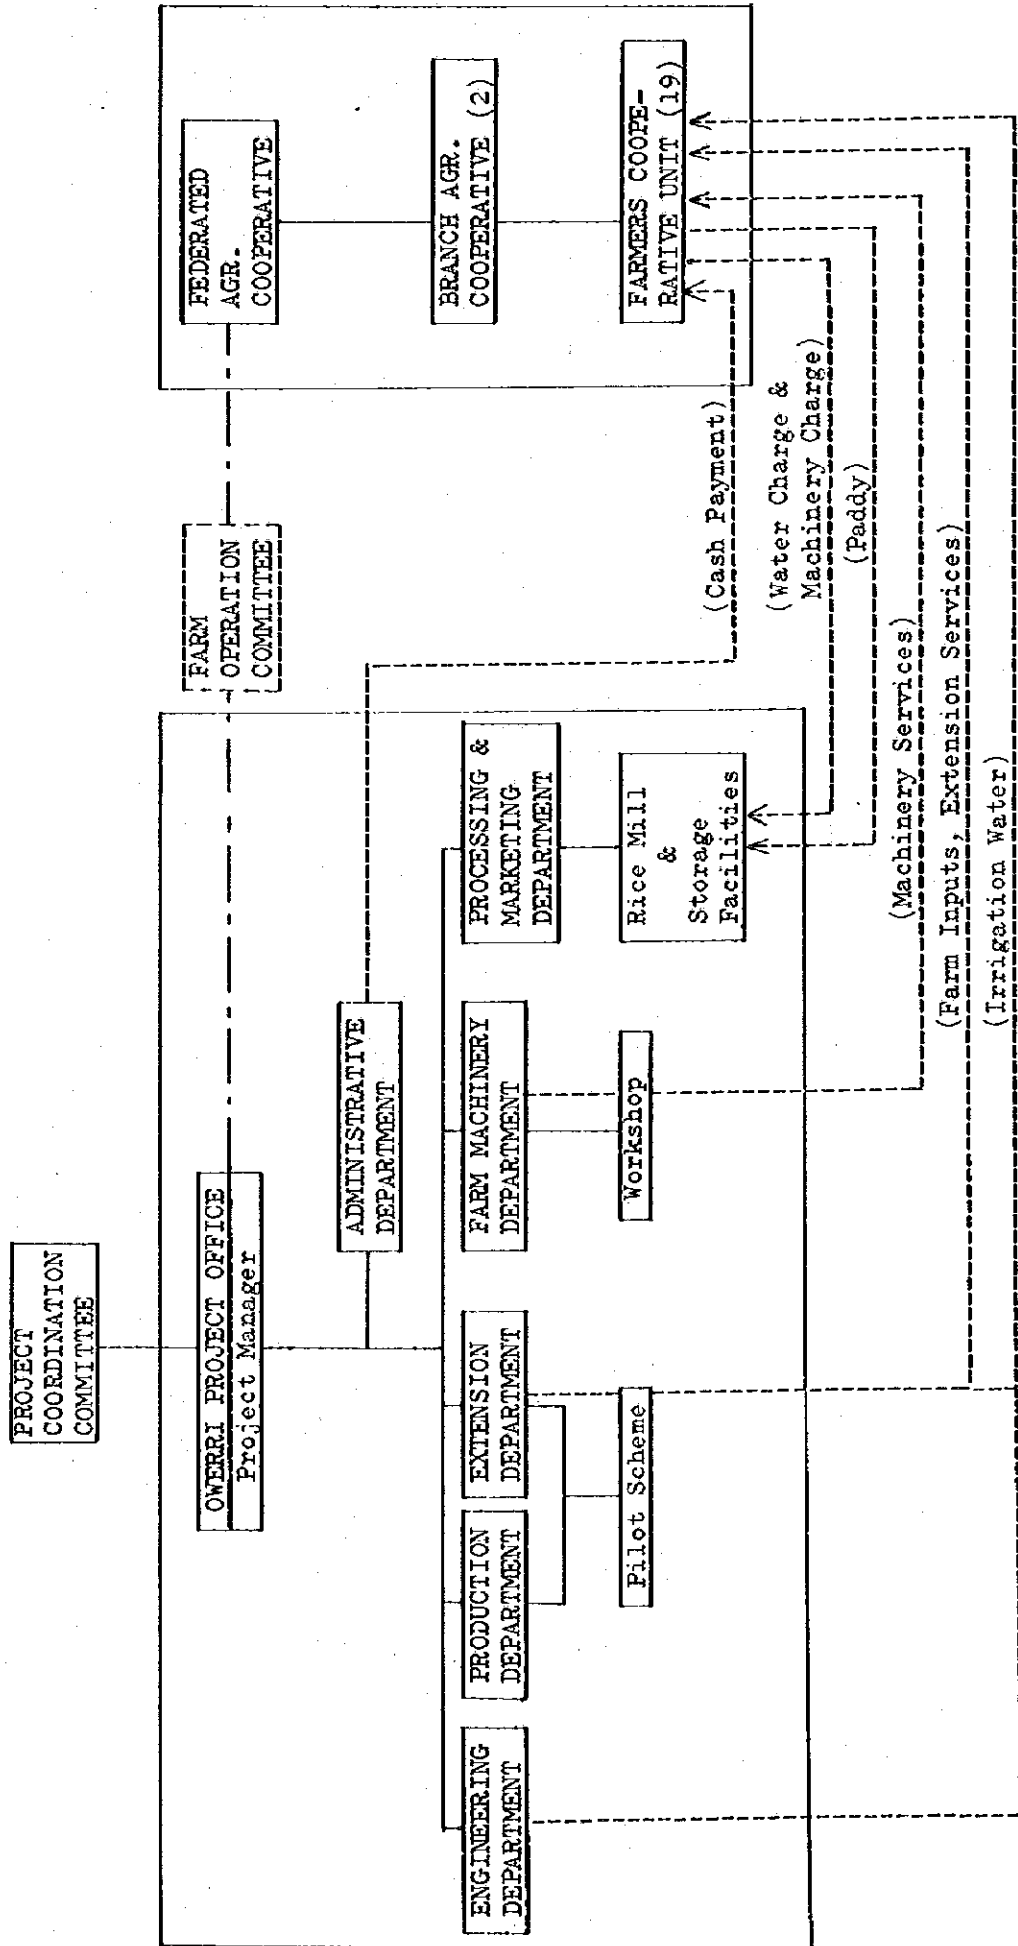 PROJECT
COORDINATION
COMMITTEE
OWERRI PROJECT OFFICE
Project Manager
FARM
OPERATION
COMMITTEE
FEDERATED
AGR.
COOPERATIVE
ADMINISTRATIVE
DEPARTMENT
ENGINEERING
DEPARTMENT
PRODUCTION
DEPARTMENT
EXTENSION
DEPARTMENT
FARM MACHINERY
DEPARTMENT
PROCESSING &
MARKETING
DEPARTMENT
BRANCH AGR.
COOPERATIVE (2)
Pilot Scheme
Workshop
Rice Mill
&
Storage
Facilities
FARMERS COOPE-
RATIVE UNIT (19)
(Cash Payment)
(Water Charge &
Machinery Charge)
(Paddy)
(Machinery Services)
(Farm Inputs, Extension Services)
(Irrigation Water)